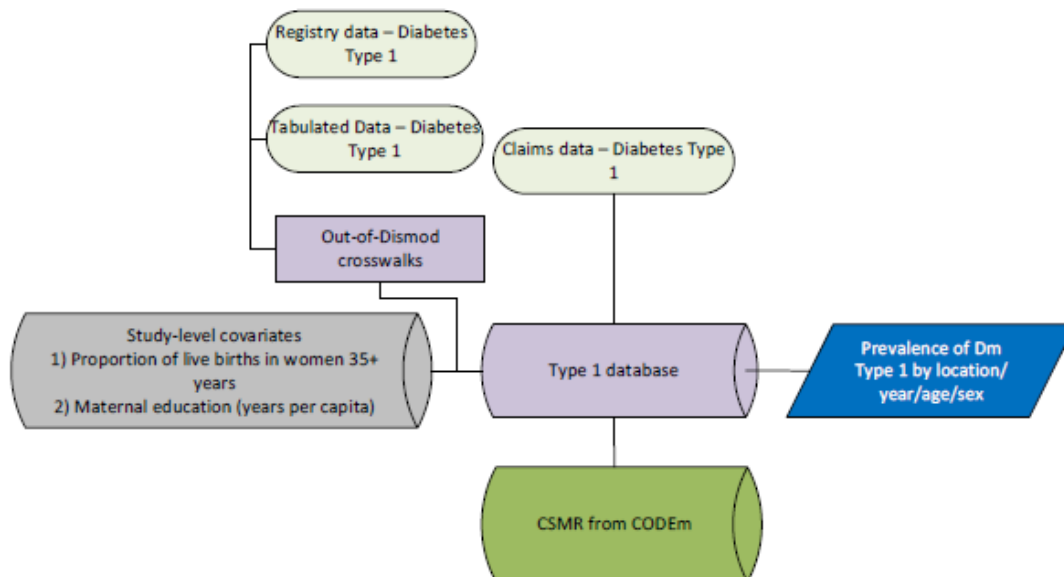 Registry data – Diabetes
Type 1
Tabulated Data – Diabetes
Type 1
Claims data – Diabetes Type
1
Out-of-Dismod
crosswalks
Study-level covariates
1) Proportion of live births in women 35+
years
2) Maternal education (years per capita)
Type 1 database
Prevalence of Dm
Type 1 by location/
year/age/sex
CSMR from CODEm